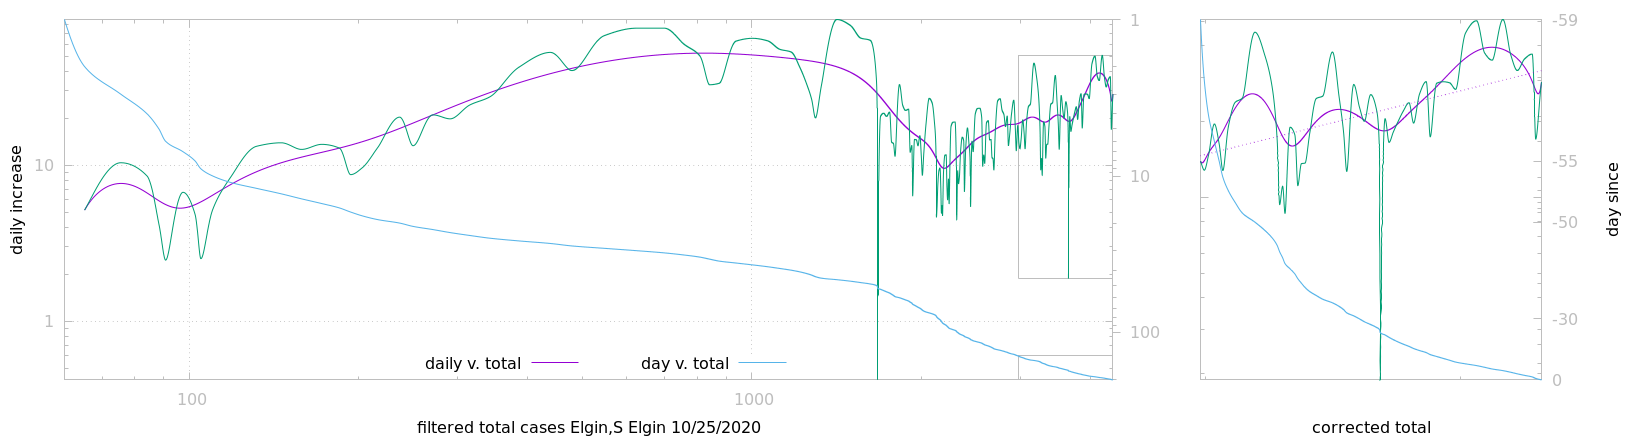 1
-59
10
10
-55
-50
daily increase
day since
1
100
-30
daily v. total
day v. total
0
100
1000
filtered total cases Elgin,S Elgin 10/25/2020
corrected total